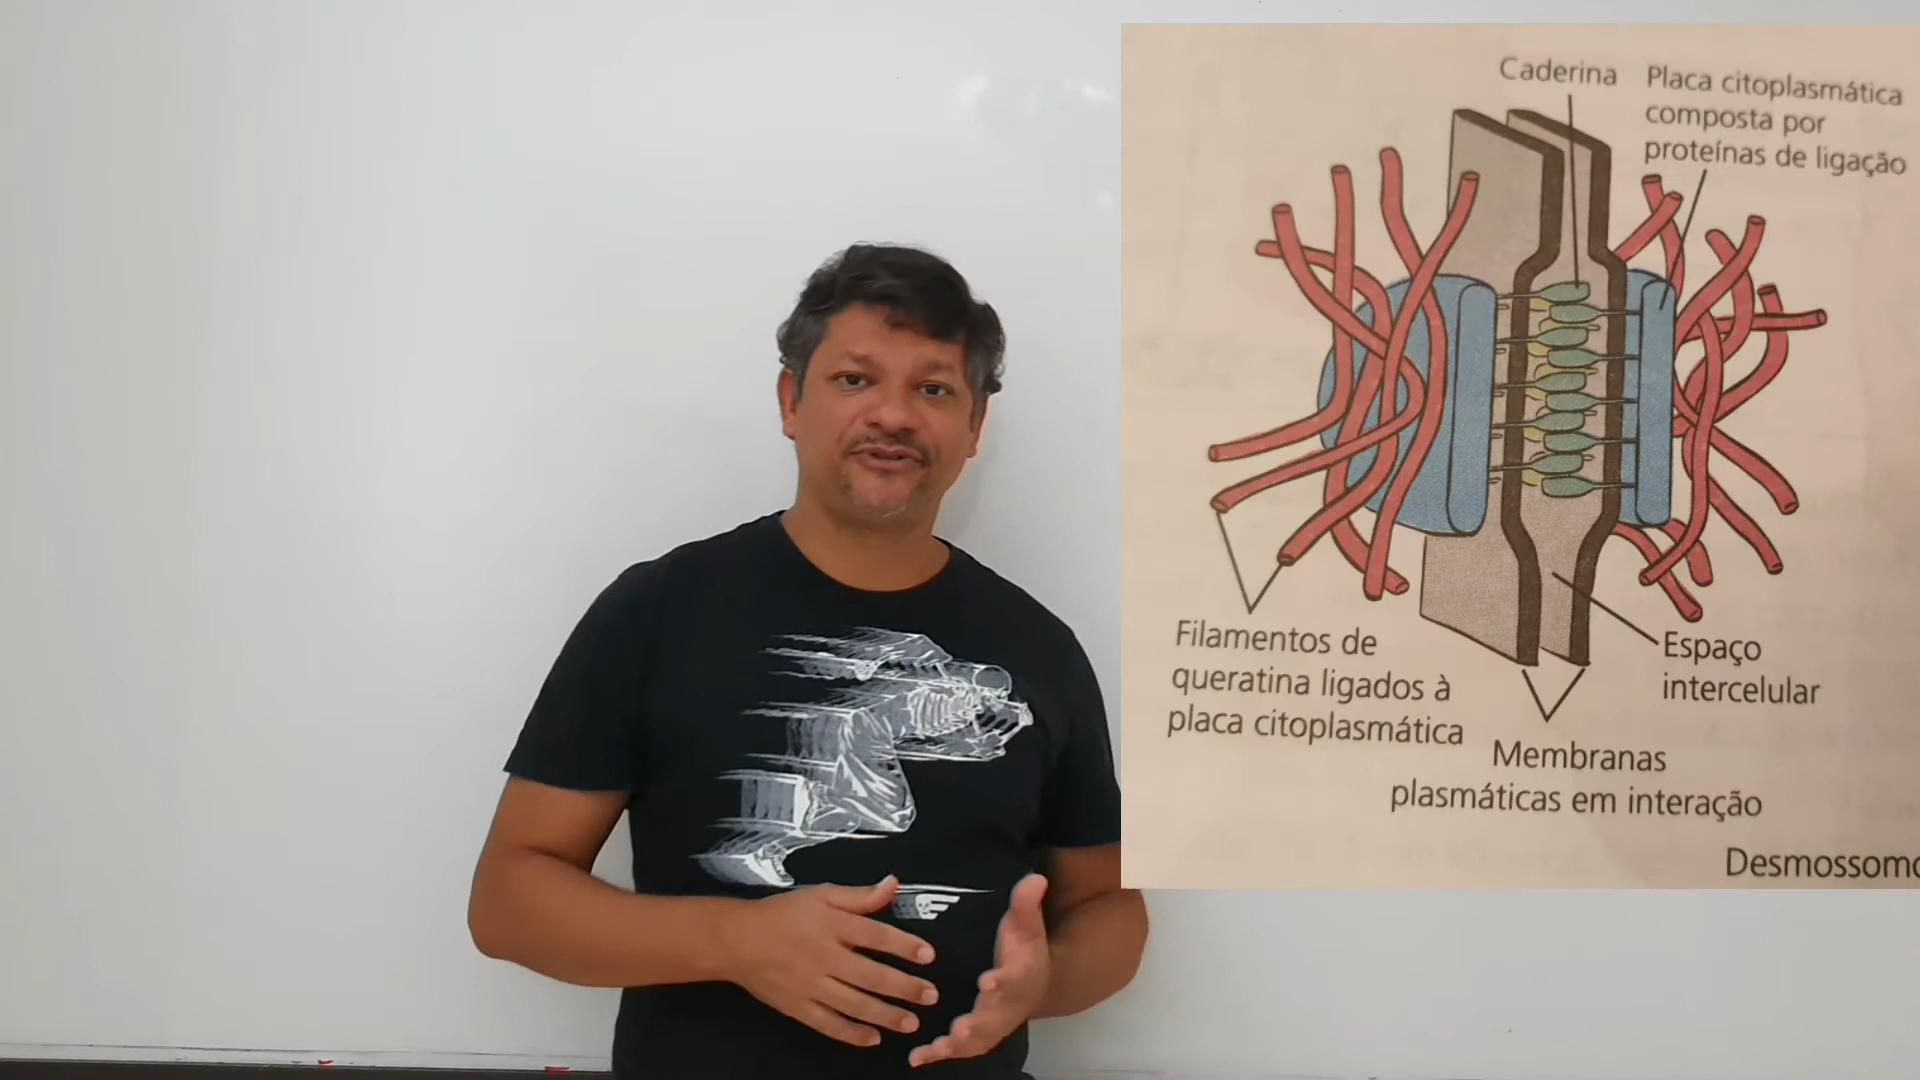 Caderina
Placa citoplasmática
composta por
proteínas de ligação
Filamentos de
queratina ligados à
placa citoplasmática
Espaço
intercelular
Membranas
plasmáticas em interação
Desmossomo